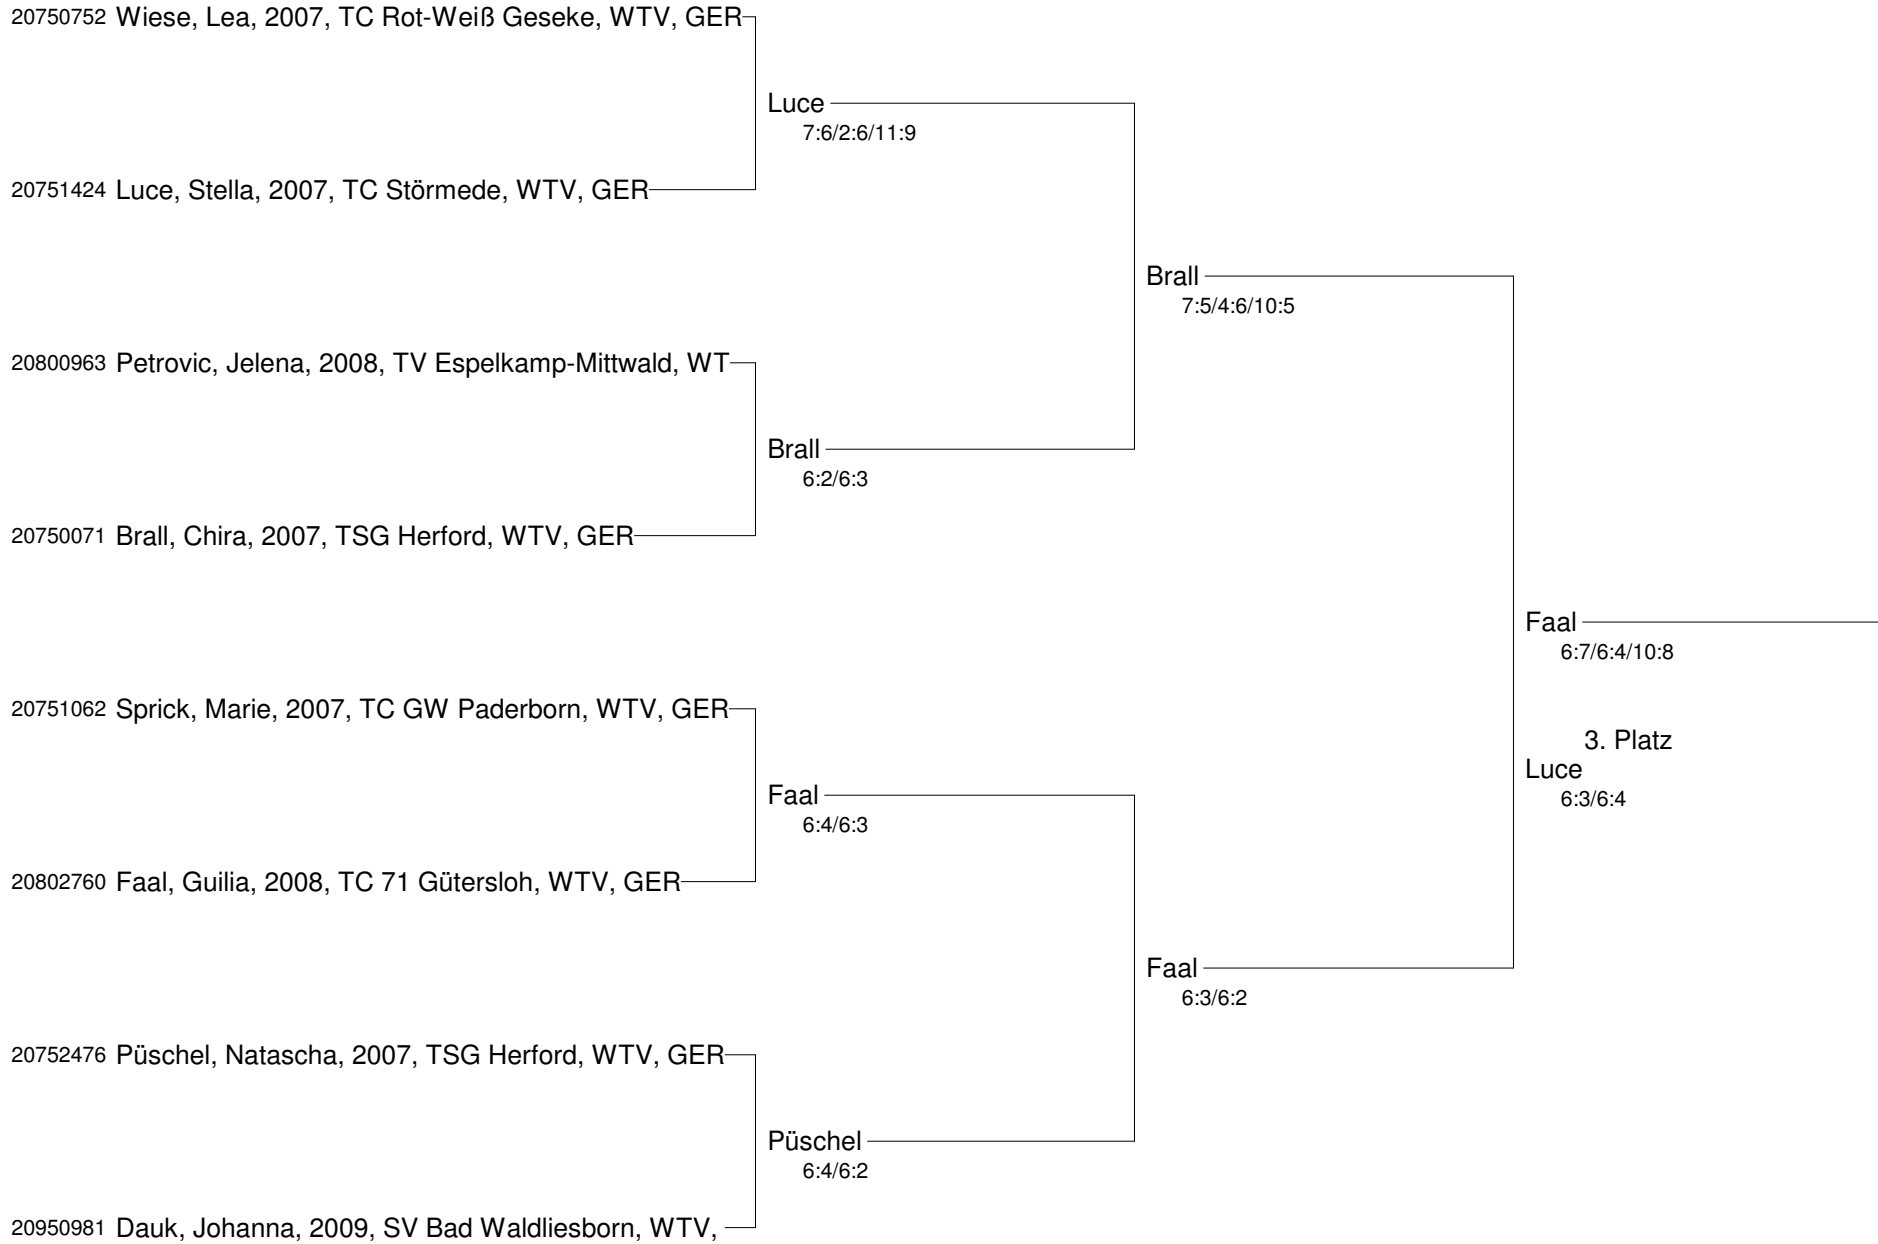 20750752 Wiese, Lea, 2007, TC Rot-Weiß Geseke, WTV, GER
Luce
7:6/2:6/11:9
20751424 Luce, Stella, 2007, TC Störmede, WTV, GER
Brall
7:5/4:6/10:5
20800963 Petrovic, Jelena, 2008, TV Espelkamp-Mittwald, WT
Brall
6:2/6:3
20750071 Brall, Chira, 2007, TSG Herford, WTV, GER
Faal
6:7/6:4/10:8
20751062 Sprick, Marie, 2007, TC GW Paderborn, WTV, GER
3. Platz
Luce
6:3/6:4
Faal
6:4/6:3
20802760 Faal, Guilia, 2008, TC 71 Gütersloh, WTV, GER
Faal
6:3/6:2
20752476 Püschel, Natascha, 2007, TSG Herford, WTV, GER
Püschel
6:4/6:2
20950981 Dauk, Johanna, 2009, SV Bad Waldliesborn, WTV,